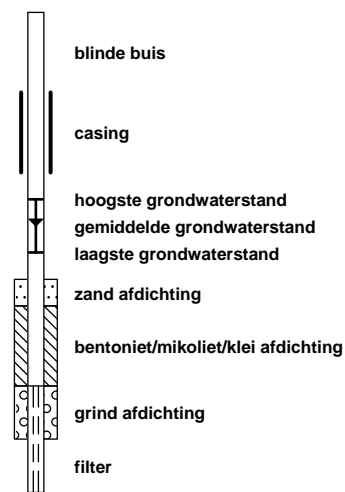 blinde buis
casing
hoogste grondwaterstand
gemiddelde grondwaterstand
laagste grondwaterstand
zand afdichting
bentoniet/mikoliet/klei afdichting
grind afdichting
filter